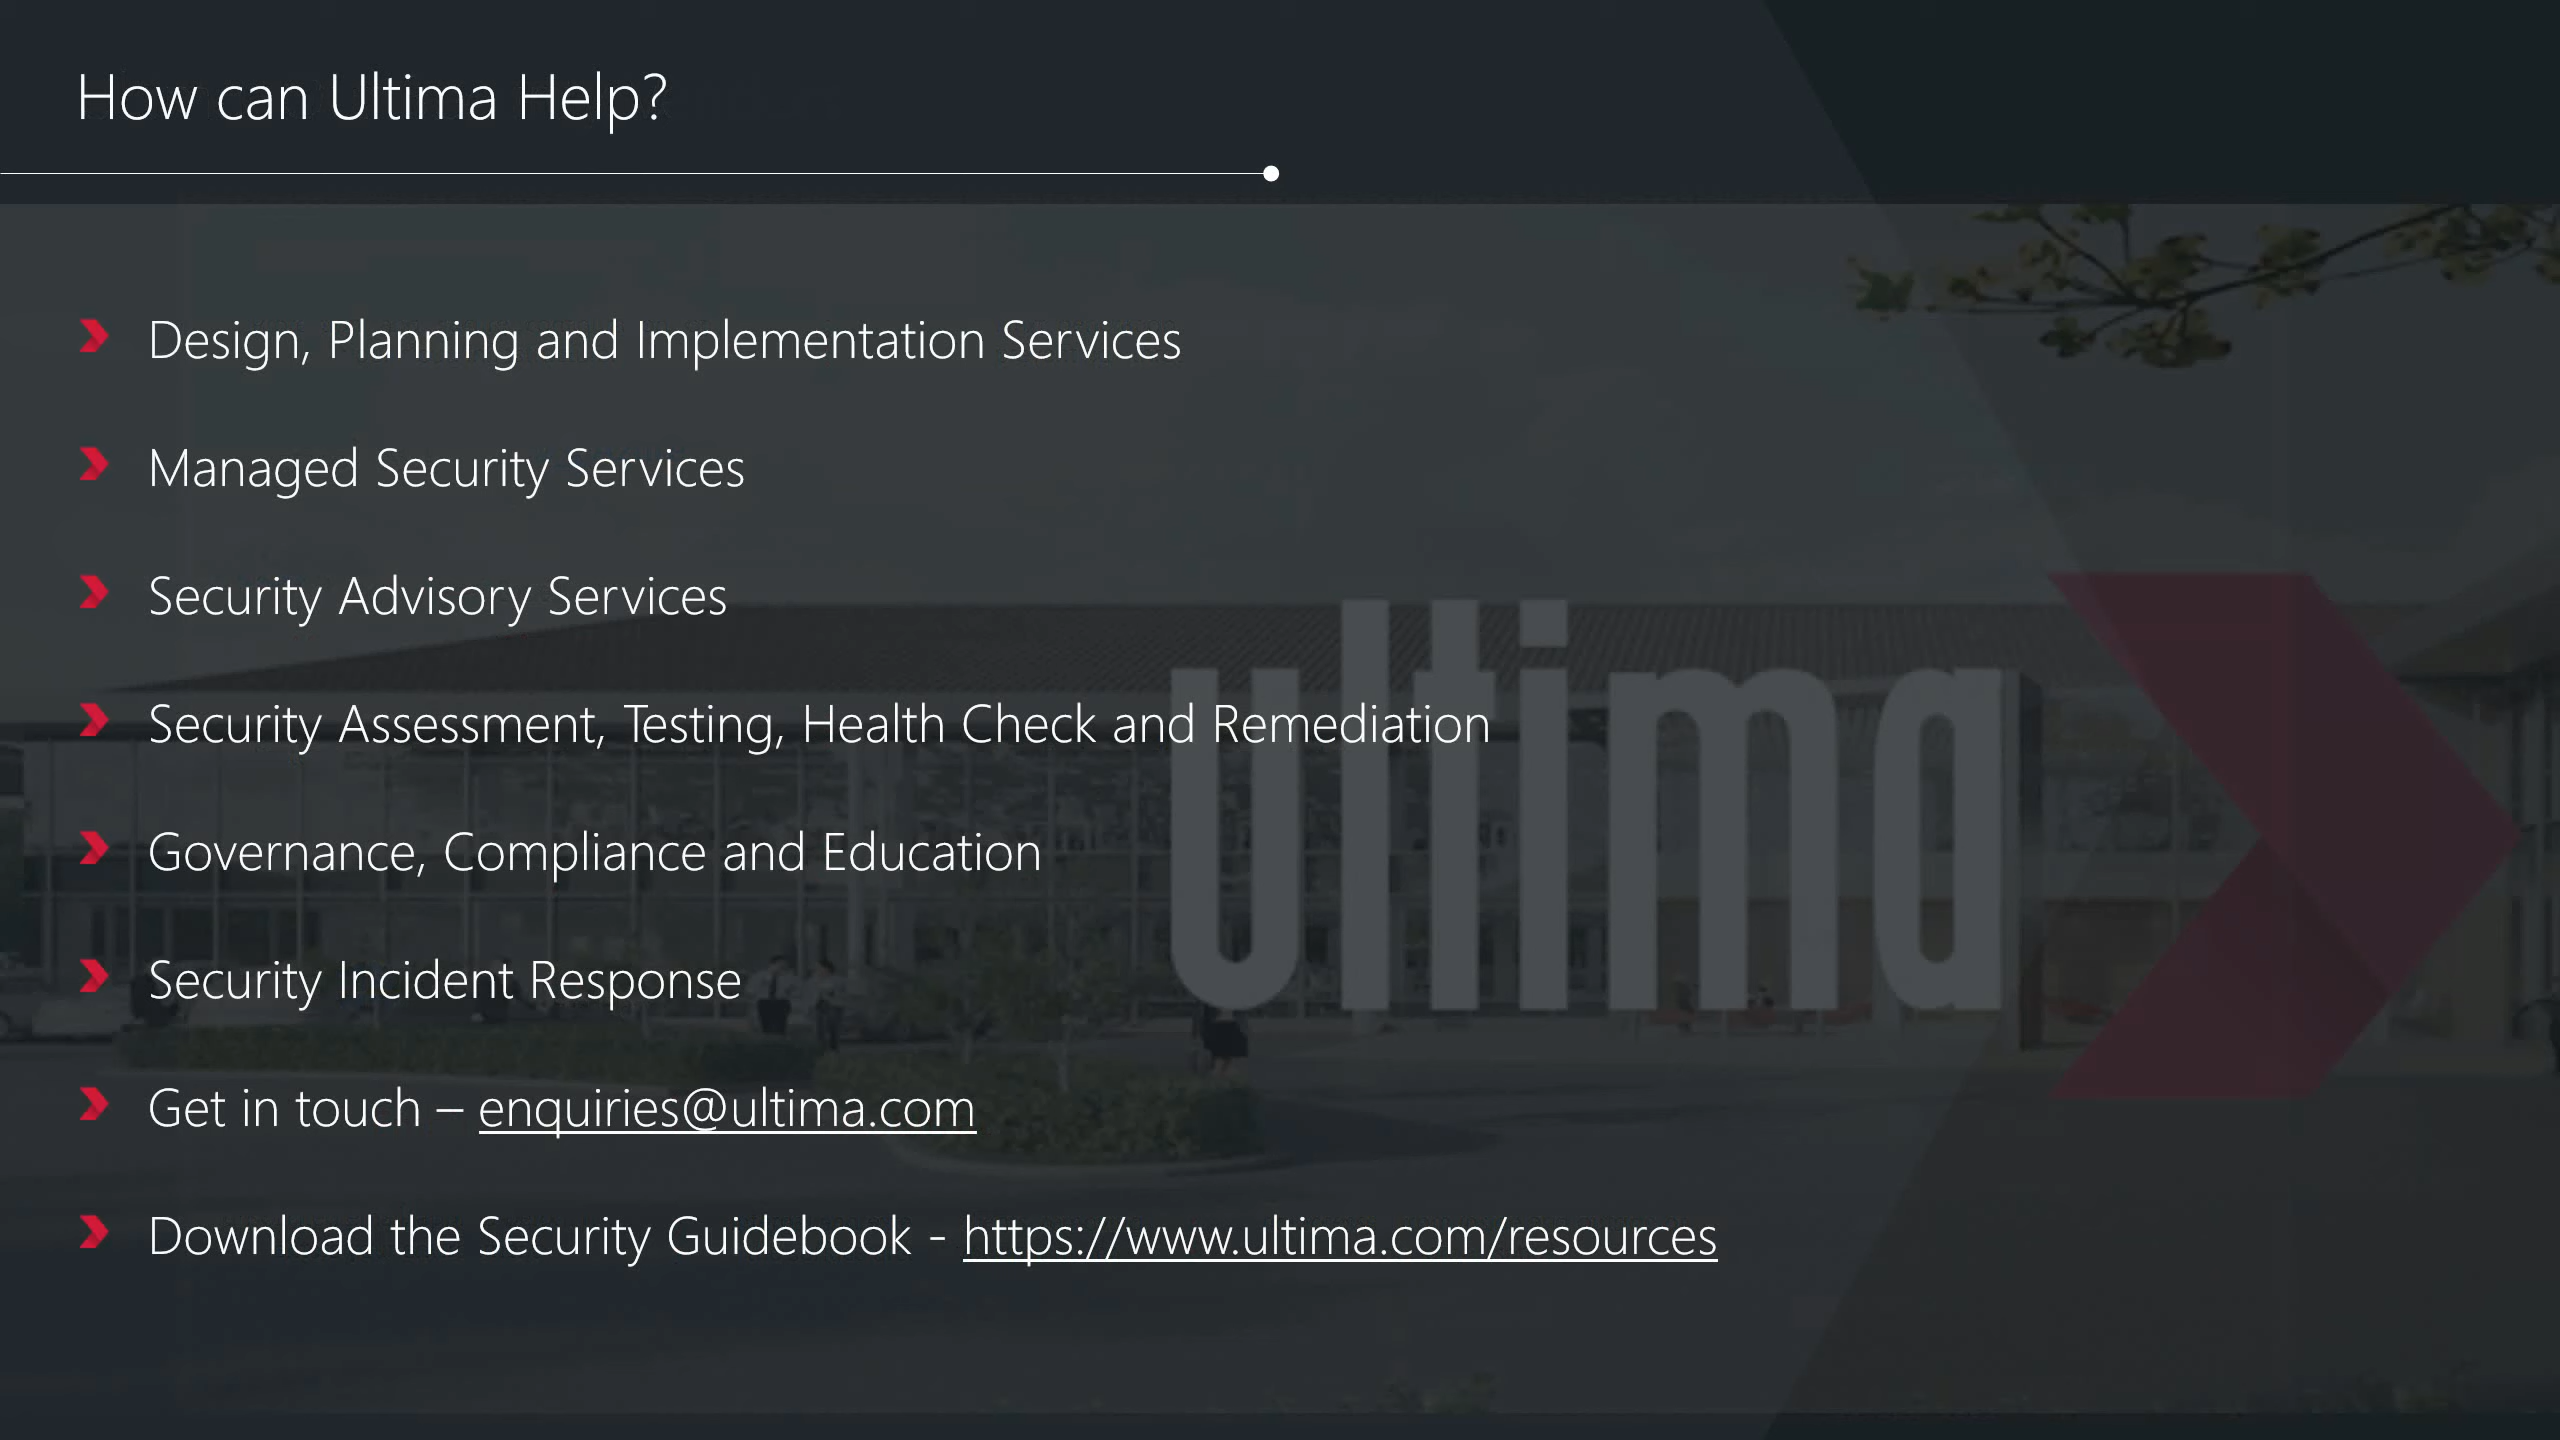 How can Ultima Help?
Design, Planning and Implementation Services
Managed Security Services
Security Advisory Services
Security Assessment, Testing, Health Check and Remediation
Governance, Compliance and Education
Security Incident Response
Get in touch – enquiries@ultima.com
Download the Security Guidebook - https://www.ultima.com/resources
ultima